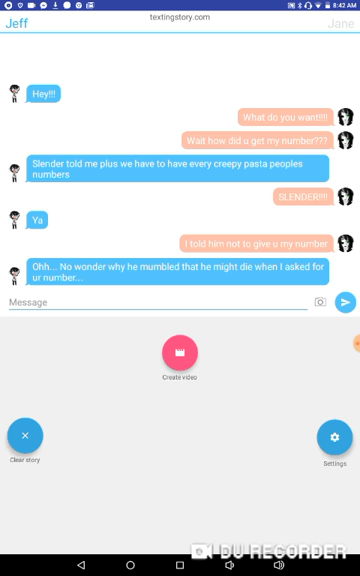 8:42 AM
textingstory.com
Jeff
Jane
Hey!!!
What do you want!!!!
Wait how did u get my number???
Slender told me plus we have to have every creepy pasta peoples
numbers
SLENDER!!!!
Ya
I told him not to give u my number
Ohh... No wonder why he mumbled that he might die when I asked for
ur number...
Message
Create video
Clear story
Settings
DU RECORDER